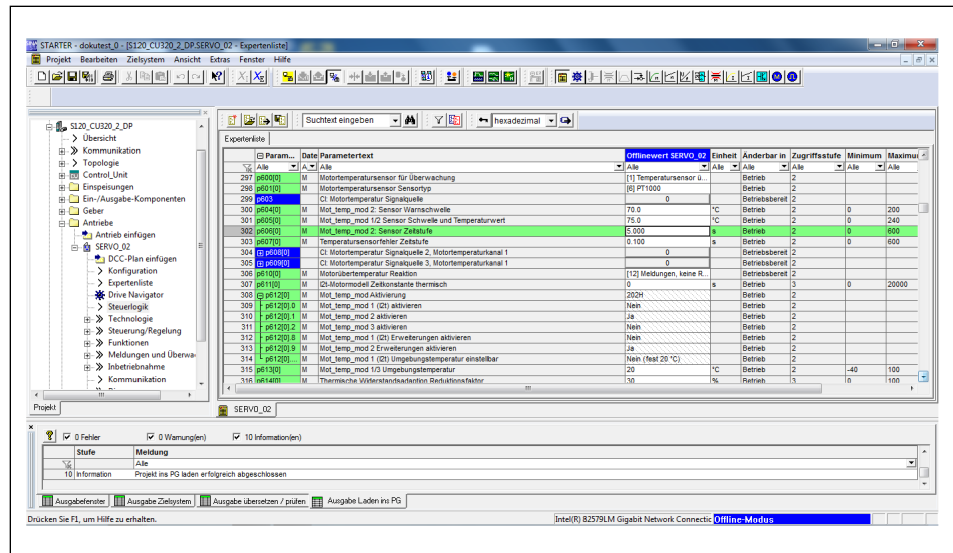 STARTER - dokutest_0 - [S120_CU320_2_DP.SERVO_02 - Expertenliste]
Projekt Bearbeiten Zielsystem Ansicht Extras Fenster Hilfe
Suchtext eingeben
hexadezimal
S120_CU320_2_DP
Übersicht
Kommunikation
Topologie
Control_Unit
Einspeisungen
Ein-/Ausgabe-Komponenten
Geber
Antriebe
Antrieb einfügen
SERVO_02
DCC-Plan einfügen
Konfiguration
Expertenliste
Drive Navigator
Steuerlogik
Technologie
Steuerung/Regelung
Funktionen
Meldungen und Überwa
Inbetriebnahme
Kommunikation
Projekt
Expertenliste
Param... Date Parametertext Offlinewert SERVO_02 Einheit Änderbar in Zugriffsstufe Minimum Maximu
Alle A Alle Alle Alle Alle Alle Alle Alle
297 p600[0] M Motortemperatursensor für Überwachung [1] Temperatursensor ü... Betrieb 2
298 p601[0] M Motortemperatursensor Sensortyp [6] PT1000 Betrieb 2
299 p603 CI: Motortemperatur Signalquelle 0 Betriebsbereit 2
300 p604[0] M Mot_temp_mod 2: Sensor Warnschwelle 70.0 °C Betrieb 2 0 200
301 p605[0] M Mot_temp_mod 1/2 Sensor Schwelle und Temperaturwert 75.0 °C Betrieb 2 0 240
302 p606[0] M Mot_temp_mod 2: Sensor Zeitstufe 5.000 s Betrieb 2 0 600
303 p607[0] M Temperatursensorfehler Zeitstufe 0.100 s Betrieb 2 0 600
304 p608[0] CI: Motortemperatur Signalquelle 2, Motortemperaturkanal 1 0 Betriebsbereit 2
305 p609[0] CI: Motortemperatur Signalquelle 3, Motortemperaturkanal 1 0 Betriebsbereit 2
306 p610[0] M Motorübertemperatur Reaktion [12] Meldungen, keine R... Betrieb 2
307 p611[0] M I2t-Motormodell Zeitkonstante thermisch 0 s Betrieb 3 0 20000
308 p612[0] M Mot_temp_mod Aktivierung 202H Betrieb 2
309 p612[0].0 M Mot_temp_mod 1 (I2t) aktivieren Nein Betrieb 2
310 p612[0].1 M Mot_temp_mod 2 aktivieren Ja Betrieb 2
311 p612[0].2 M Mot_temp_mod 3 aktivieren Nein Betrieb 2
312 p612[0].8 M Mot_temp_mod 1 (I2t) Erweiterungen aktivieren Nein Betrieb 2
313 p612[0].9 M Mot_temp_mod 2 Erweiterungen aktivieren Ja Betrieb 2
314 p612[0].... M Mot_temp_mod 1 (I2t) Umgebungstemperatur einstellbar Nein (fest 20 °C) Betrieb 2
315 p613[0] M Mot_temp_mod 1/3 Umgebungstemperatur 20 °C Betrieb 2 -40 100
316 p614[0] M Thermische Widerstandsadaption Reduktionsfaktor 30 % Betrieb 3 0 100
SERVO_02
0 Fehler 0 Warnung(en) 10 Information(en)
Stufe Meldung
Alle
10 Information Projekt ins PG laden erfolgreich abgeschlossen
Ausgabefenster Ausgabe Zielsystem Ausgabe übersetzen / prüfen Ausgabe Laden ins PG
Drücken Sie F1, um Hilfe zu erhalten. Intel(R) 82579LM Gigabit Network Connectic Offline-Modus